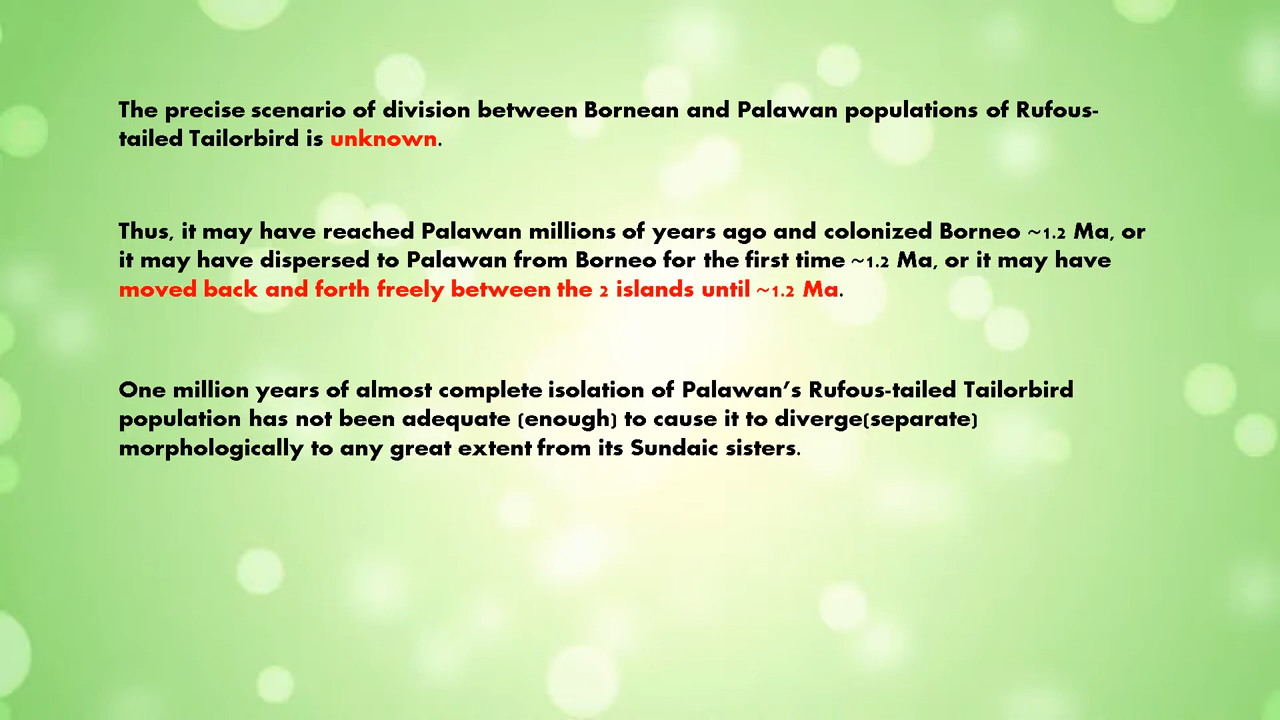 The precise scenario of division between Bornean and Palawan populations of Rufous-
tailed Tailorbird is unknown.
Thus, it may have reached Palawan millions of years ago and colonized Borneo ~1.2 Ma, or
it may have dispersed to Palawan from Borneo for the first time ~1.2 Ma, or it may have
moved back and forth freely between the 2 islands until ~1.2 Ma.
One million years of almost complete isolation of Palawan’s Rufous-tailed Tailorbird
population has not been adequate (enough) to cause it to diverge(separate)
morphologically to any great extent from its Sundaic sisters.